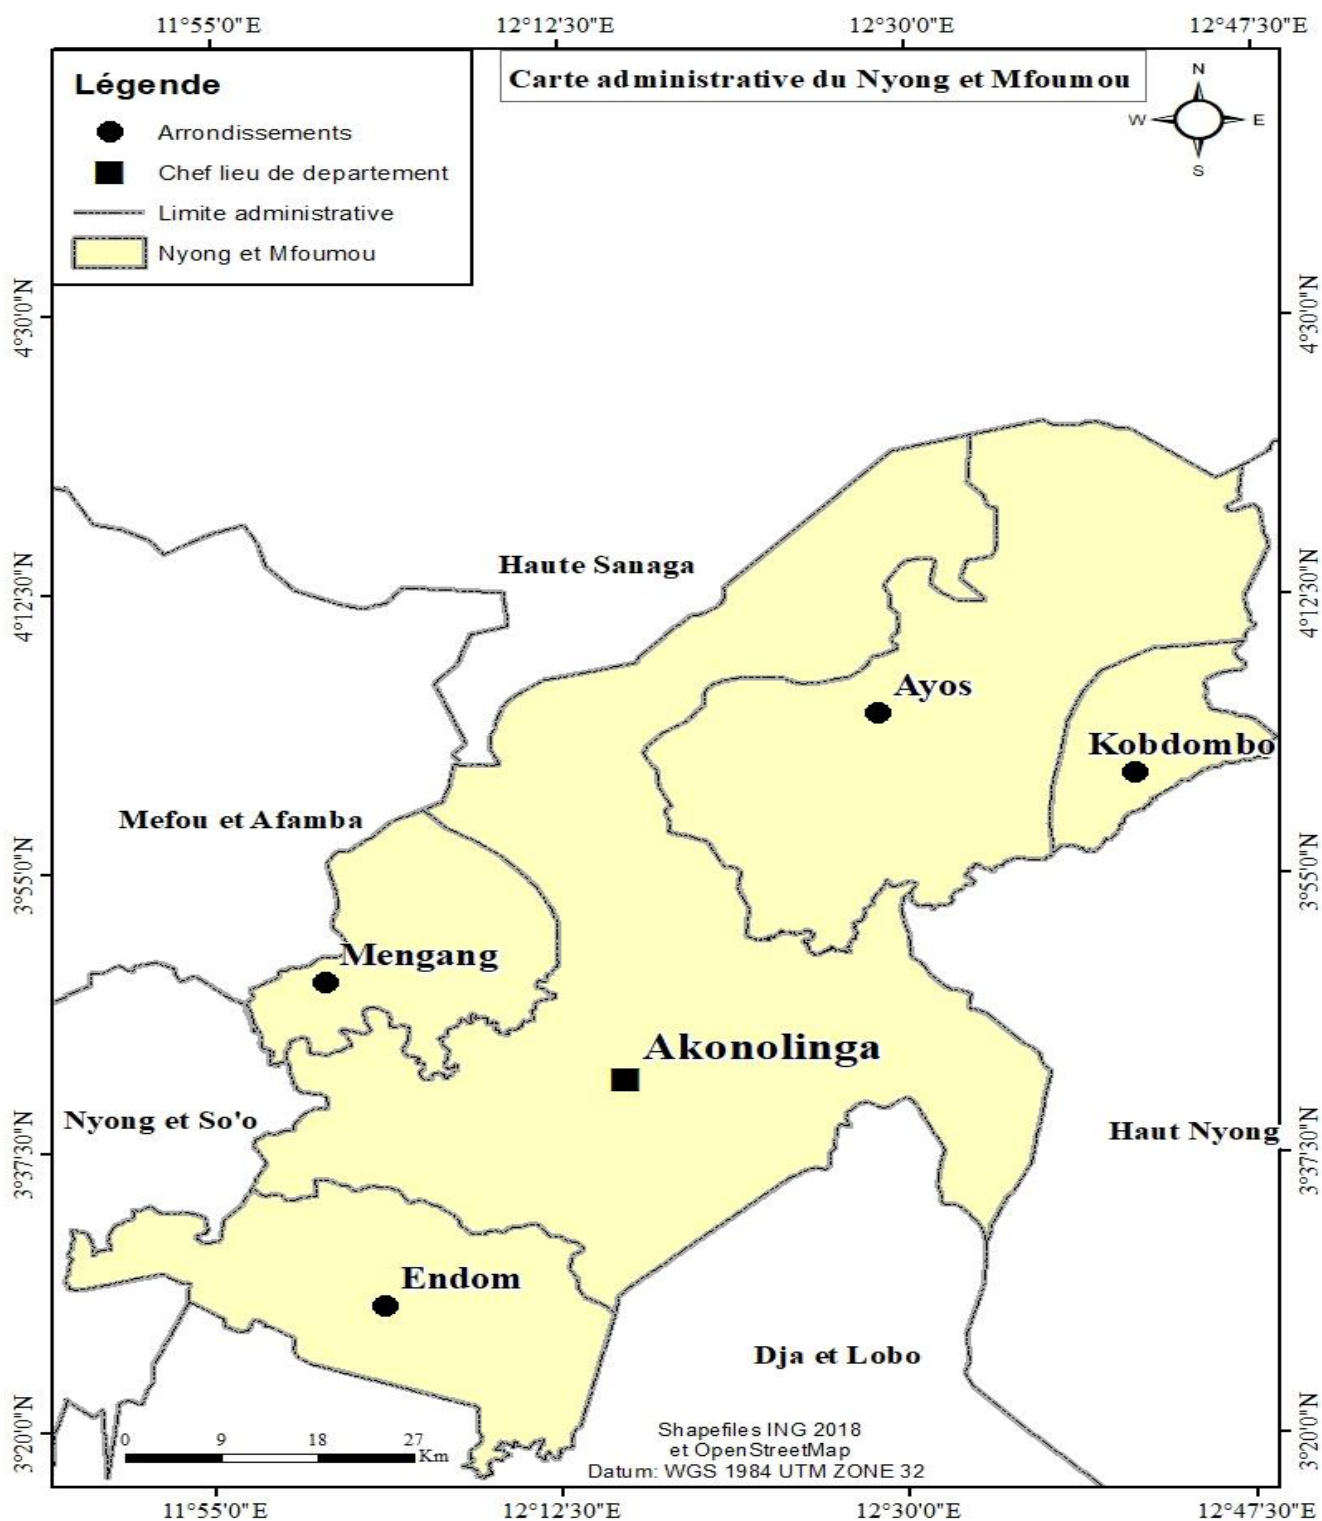 11°55'0"E 12°12'30"E 12°30'0"E 12°47'30"E
Légende
Carte administrative du Nyong et Mfoumou
Arrondissements
Chef lieu de departement
Limite administrative
Nyong et Mfoumou
N
W E
S
4°30'0"N 4°30'0"N
Haute Sanaga
4°12'30"N 4°12'30"N
Ayos
Kobdombo
Mefou et Afamba
3°55'0"N 3°55'0"N
Mengang
Akonolinga
Nyong et So'o
Haut Nyong
3°37'30"N 3°37'30"N
Endom
Dja et Lobo
3°20'0"N 3°20'0"N
0 9 18 27
Km
Shapefiles ING 2018
et OpenStreetMap
Datum: WGS 1984 UTM ZONE 32
11°55'0"E 12°12'30"E 12°30'0"E 12°47'30"E